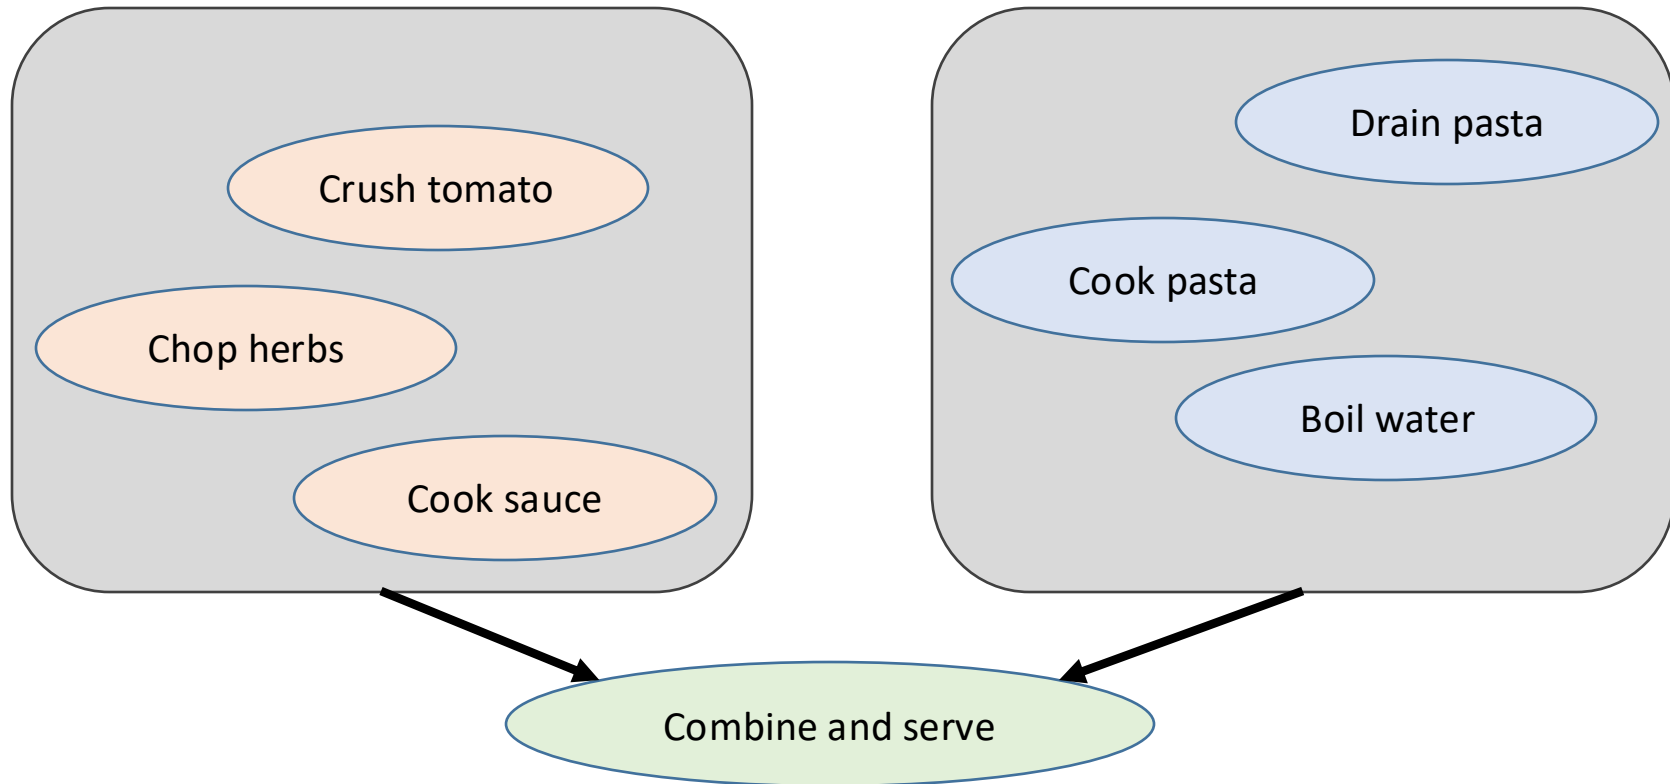 Crush tomato
Chop herbs
Cook sauce
Drain pasta
Cook pasta
Boil water
Combine and serve